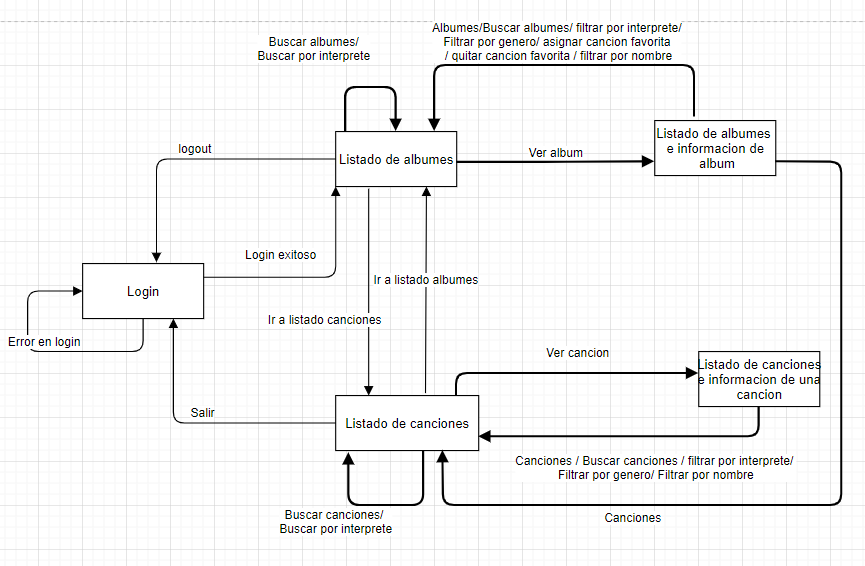 Albumes/Buscar albumes/ filtrar por interprete/
Filtrar por genero/ asignar cancion favorita
/ quitar cancion favorita / filtrar por nombre
Buscar albumes/
Buscar por interprete
Listado de albumes
e informacion de
album
logout
Listado de albumes
Ver album
Login exitoso
Ir a listado albumes
Login
Ir a listado canciones
Error en login
Ver cancion
Listado de canciones
e informacion de una
cancion
Salir
Listado de canciones
Canciones / Buscar canciones / filtrar por interprete/
Filtrar por genero/ Filtrar por nombre
Buscar canciones/
Buscar por interprete
Canciones